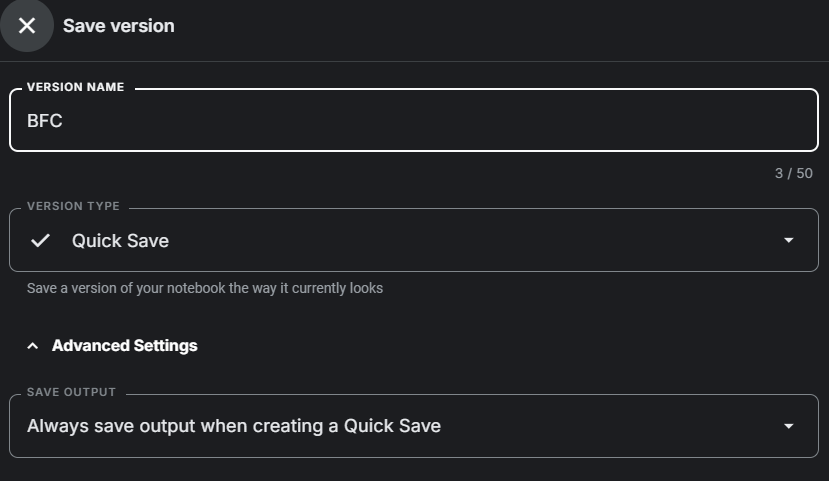 Save version
VERSION NAME
BFC
3 / 50
VERSION TYPE
Quick Save
Save a version of your notebook the way it currently looks
Advanced Settings
SAVE OUTPUT
Always save output when creating a Quick Save